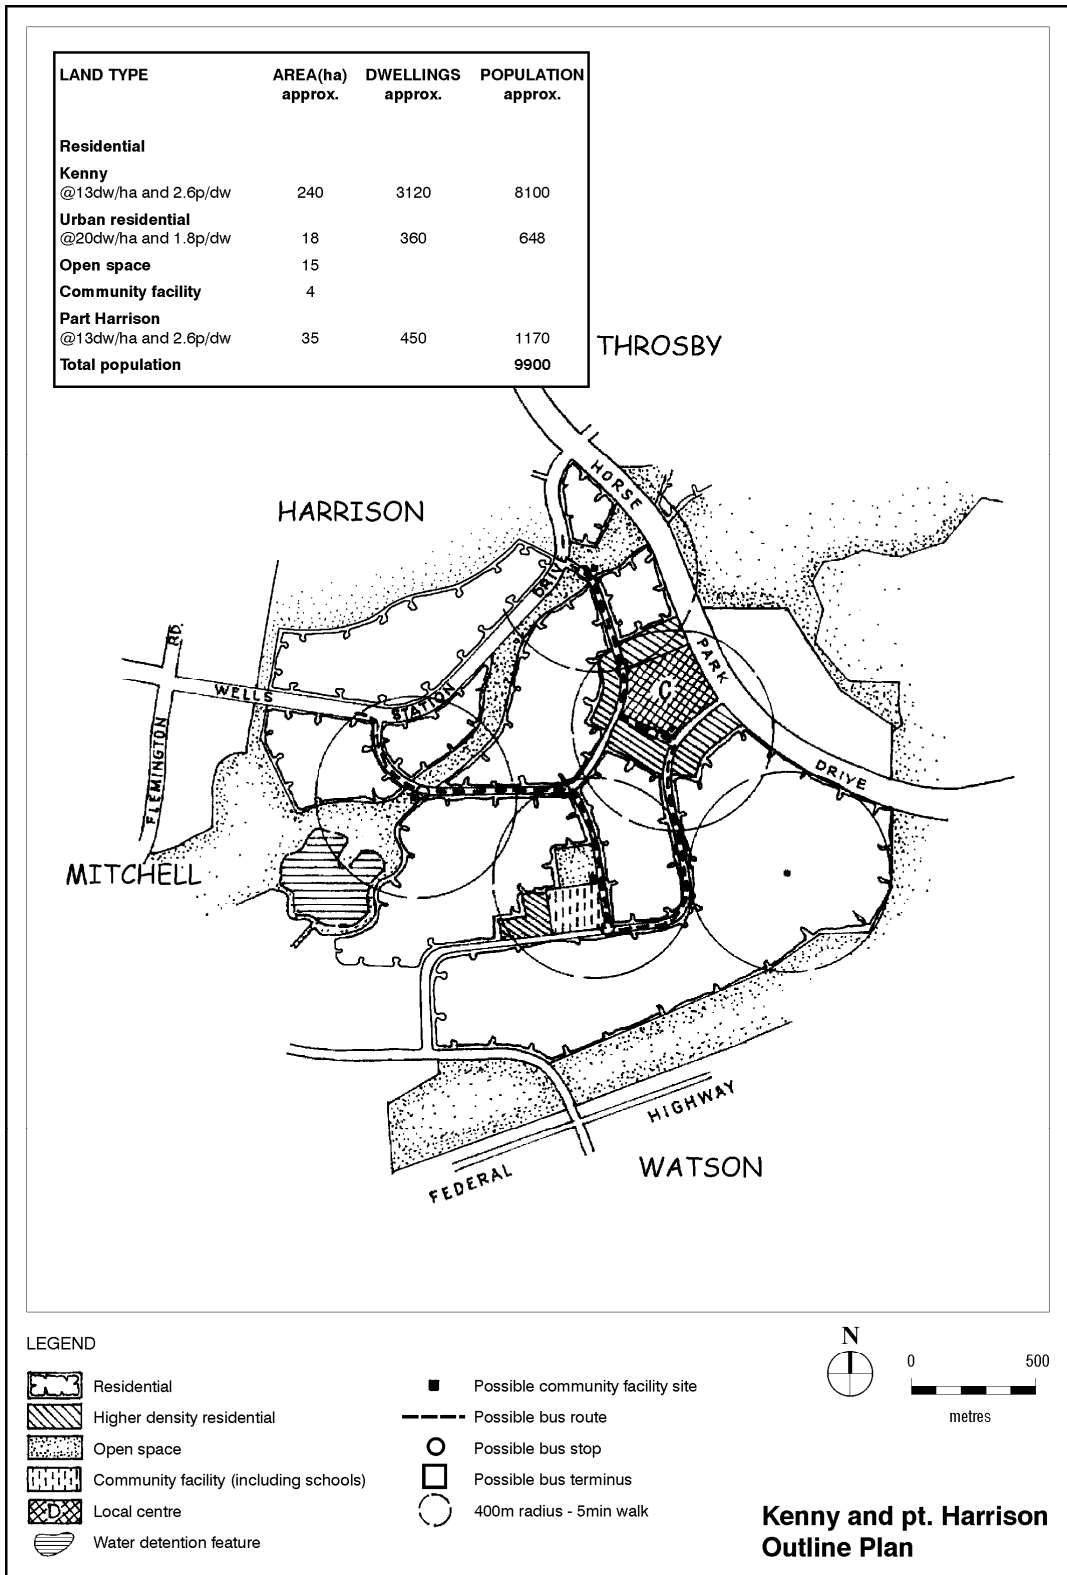 LAND TYPE AREA(ha) DWELLINGS POPULATION
approx. approx. approx.
Residential
Kenny
@13dw/ha and 2.6p/dw 240 3120 8100
Urban residential
@20dw/ha and 1.8p/dw 18 360 648
Open space 15
Community facility 4
Part Harrison
@13dw/ha and 2.6p/dw 35 450 1170
Total population 9900
THROSBY
HORSE
HARRISON
DRIVE
RD.
PARK
C
WELLS
STATION
FLEMINGTON
DRIVE
MITCHELL
HIGHWAY
WATSON
FEDERAL
LEGEND
Residential
Higher density residential
Open space
Community facility (including schools)
D Local centre
Water detention feature
Possible community facility site
Possible bus route
Possible bus stop
Possible bus terminus
400m radius - 5min walk
N
0 500
metres
Kenny and pt. Harrison
Outline Plan